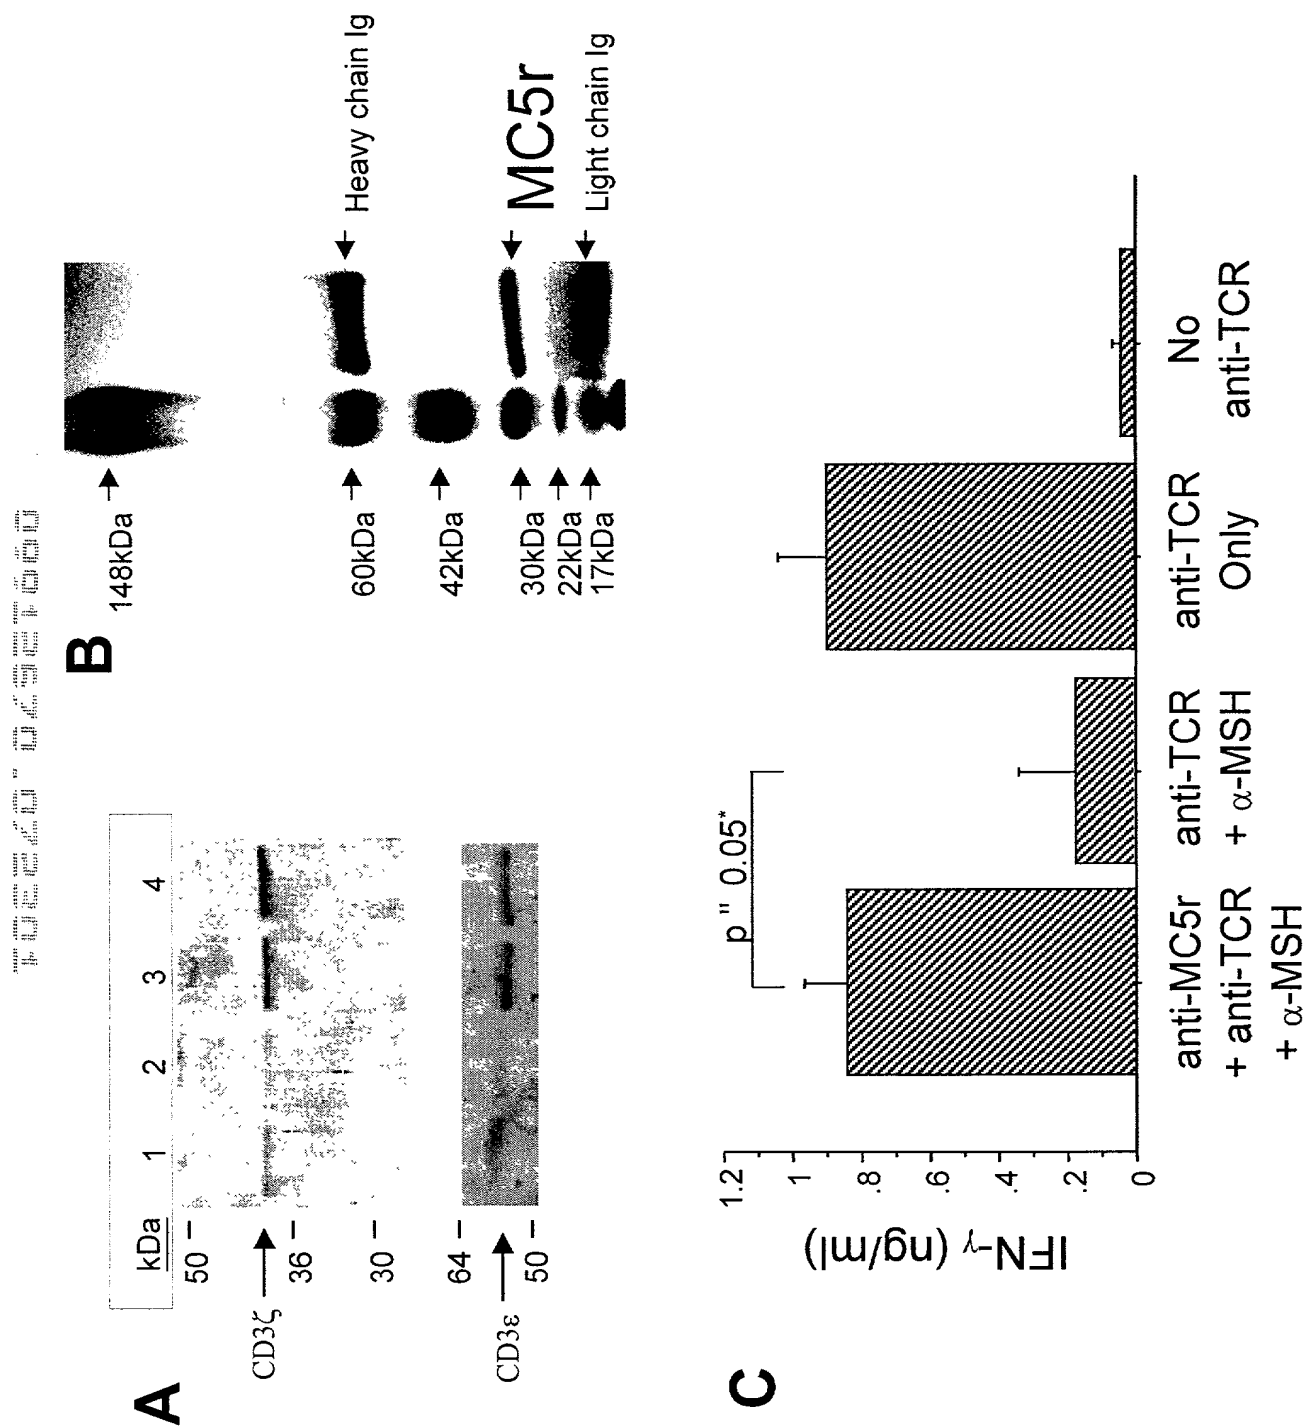 A
kDa 1 2 3 4
50
CD3ζ
36
30
64
CD3ε
50
B
148kDa
60kDa
42kDa
30kDa
22kDa
17kDa
Heavy chain Ig
MC5r
Light chain Ig
C
IFN-γ (ng/ml)
1.2
1
.8
.6
.4
.2
0
p" 0.05*
anti-MC5r
+ anti-TCR
+ α-MSH
anti-TCR
+ α-MSH
anti-TCR
Only
No
anti-TCR